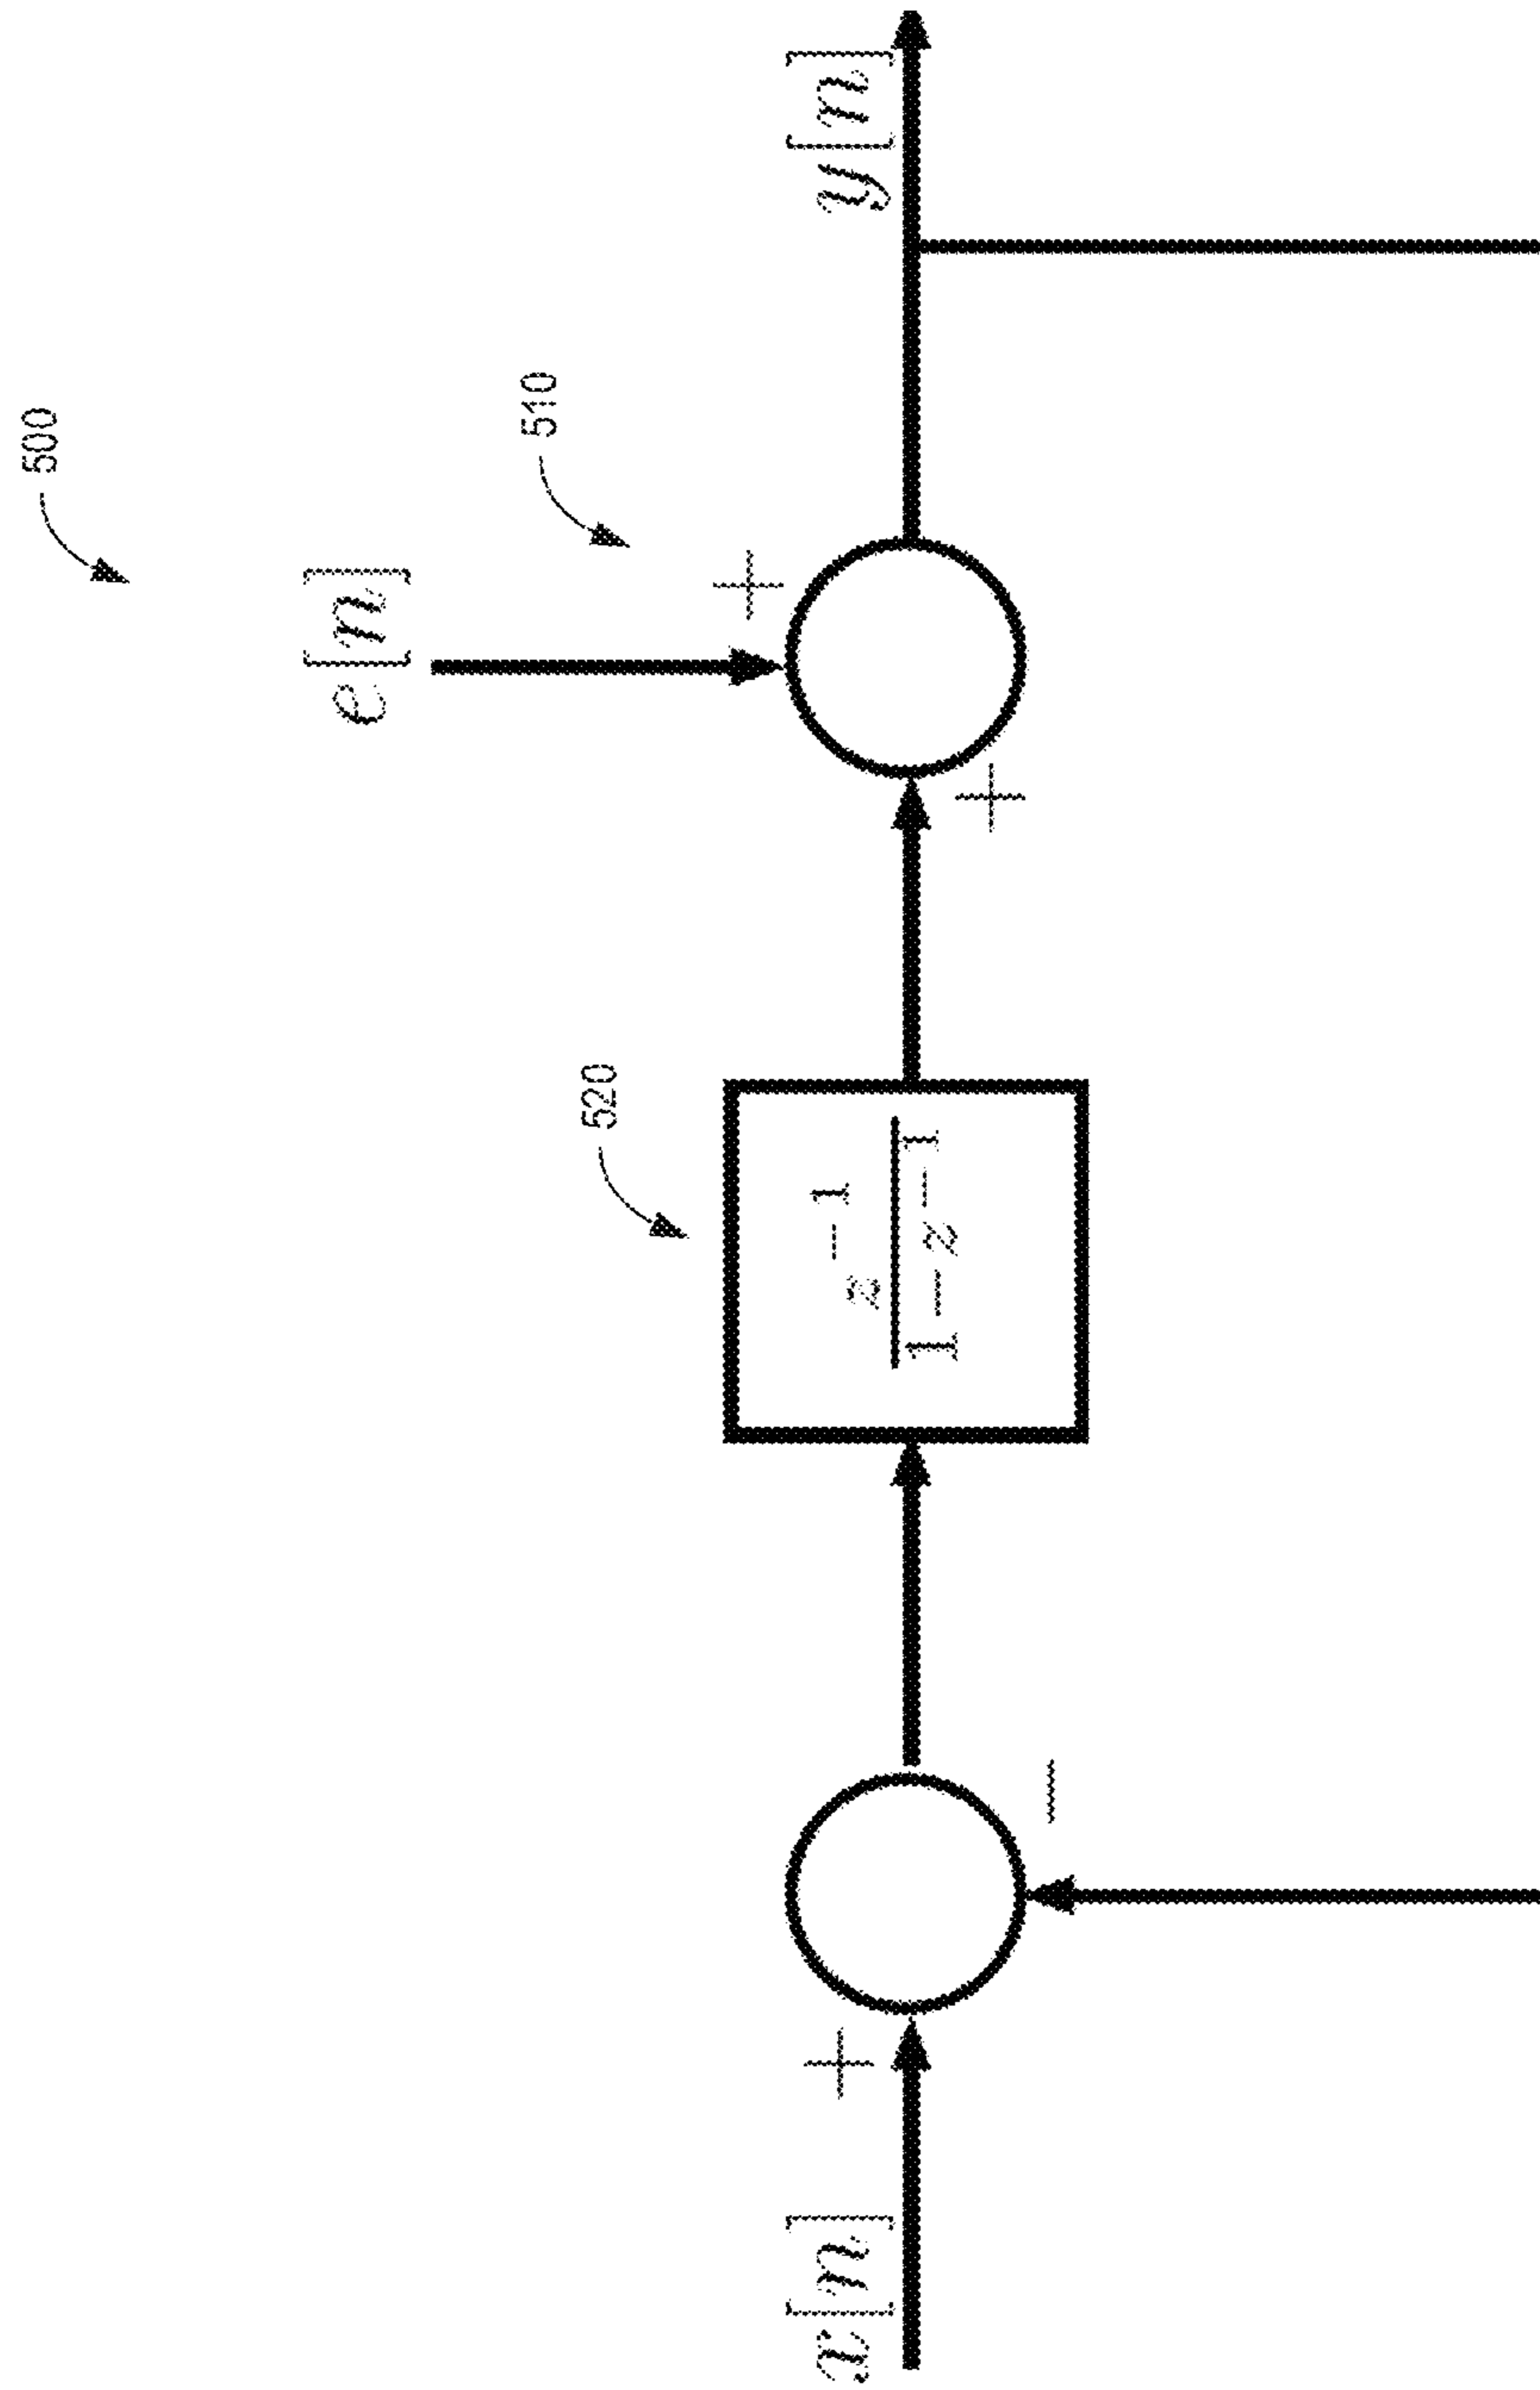 500
e[n]
510
520
x[n]
+
−
z^{-1}
1−z^{-1}
+
+
y[n]